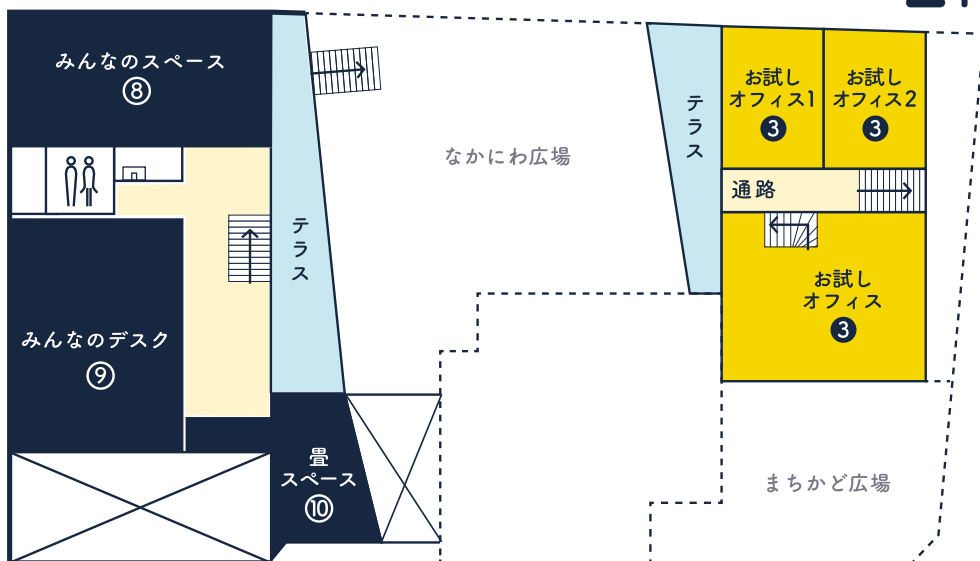 みんなのスペース
⑧
テラス
みんなのデスク
⑨
畳
スペース
⑩
なかにわ広場
テラス
お試し
オフィス1
❸
お試し
オフィス2
❸
通路
お試し
オフィス
❸
まちかど広場